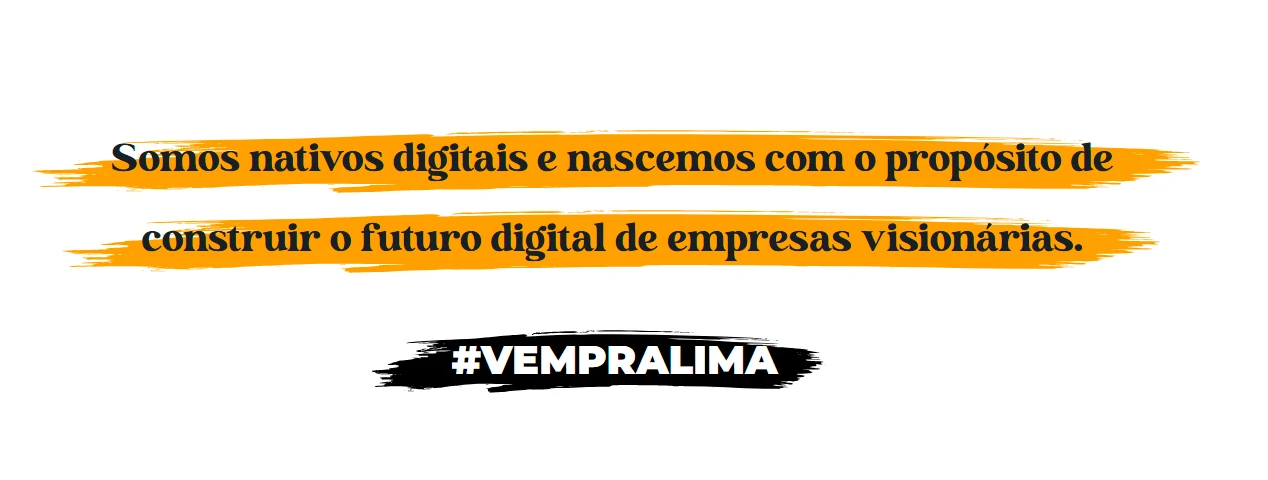 Somos nativos digitais e nascemos com o propósito de
construir o futuro digital de empresas visionárias.
#VEMPRALIMA